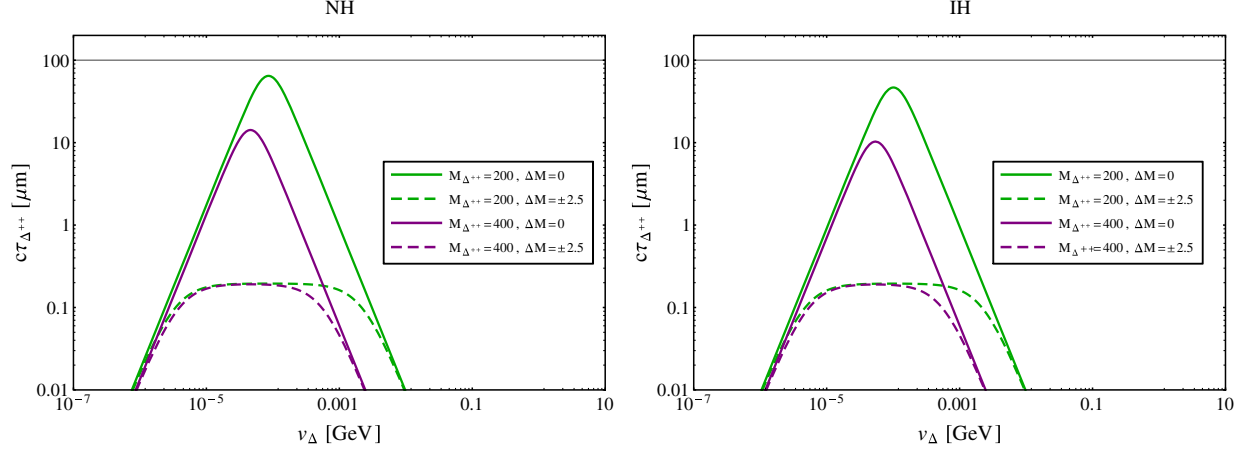 NH
100
10
1
0.1
0.01
cτ_Δ⁺⁺ [μm]
M_Δ⁺⁺=200 , ΔM=0
M_Δ⁺⁺=200 , ΔM=±2.5
M_Δ⁺⁺=400 , ΔM=0
M_Δ⁺⁺=400 , ΔM=±2.5
10⁻⁷ 10⁻⁵ 0.001 0.1 10
v_Δ [GeV]
IH
100
10
1
0.1
0.01
cτ_Δ⁺⁺ [μm]
M_Δ⁺⁺=200 , ΔM=0
M_Δ⁺⁺=200 , ΔM=±2.5
M_Δ⁺⁺=400 , ΔM=0
M_Δ⁺⁺=400 , ΔM=±2.5
10⁻⁷ 10⁻⁵ 0.001 0.1 10
v_Δ [GeV]